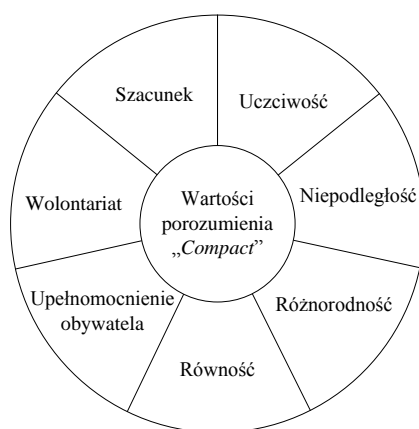 Szacunek
Uczciwość
Niepodległość
Różnorodność
Równość
Upełnomocnienie
obywatela
Wolontariat
Wartości
porozumienia
„Compact”